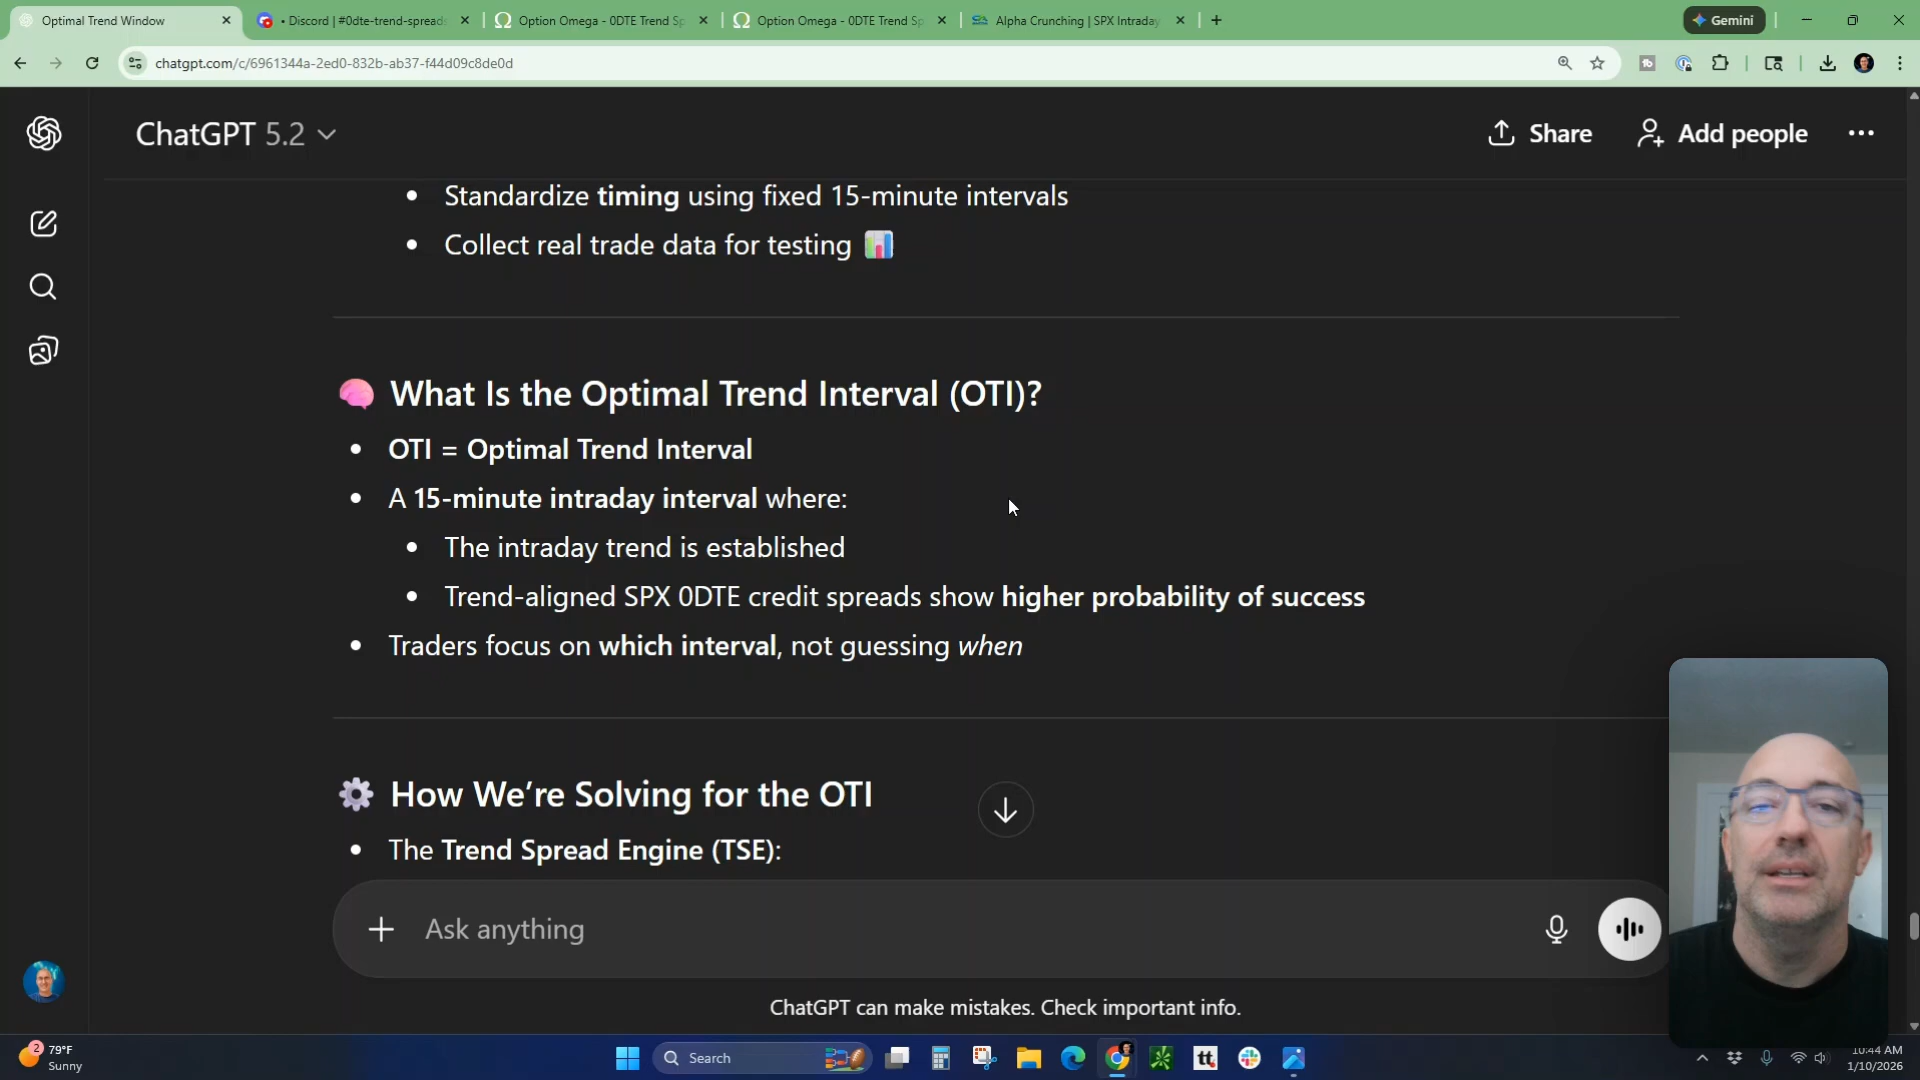 Optimal Trend Window
• Discord | #0dte-trend-spread
Option Omega - 0DTE Trend Sp
Option Omega - 0DTE Trend Sp
Alpha Crunching | SPX Intraday
Gemini
chatgpt.com/c/6961344a-2ed0-832b-ab37-f44d09c8de0d
ChatGPT 5.2
Share
Add people
• Standardize timing using fixed 15-minute intervals
• Collect real trade data for testing
What Is the Optimal Trend Interval (OTI)?
• OTI = Optimal Trend Interval
• A 15-minute intraday interval where:
• The intraday trend is established
• Trend-aligned SPX 0DTE credit spreads show higher probability of success
• Traders focus on which interval, not guessing when
How We’re Solving for the OTI
• The Trend Spread Engine (TSE):
Ask anything
ChatGPT can make mistakes. Check important info.
2
79°F
Sunny
Search
tt
10:44 AM
1/10/2026